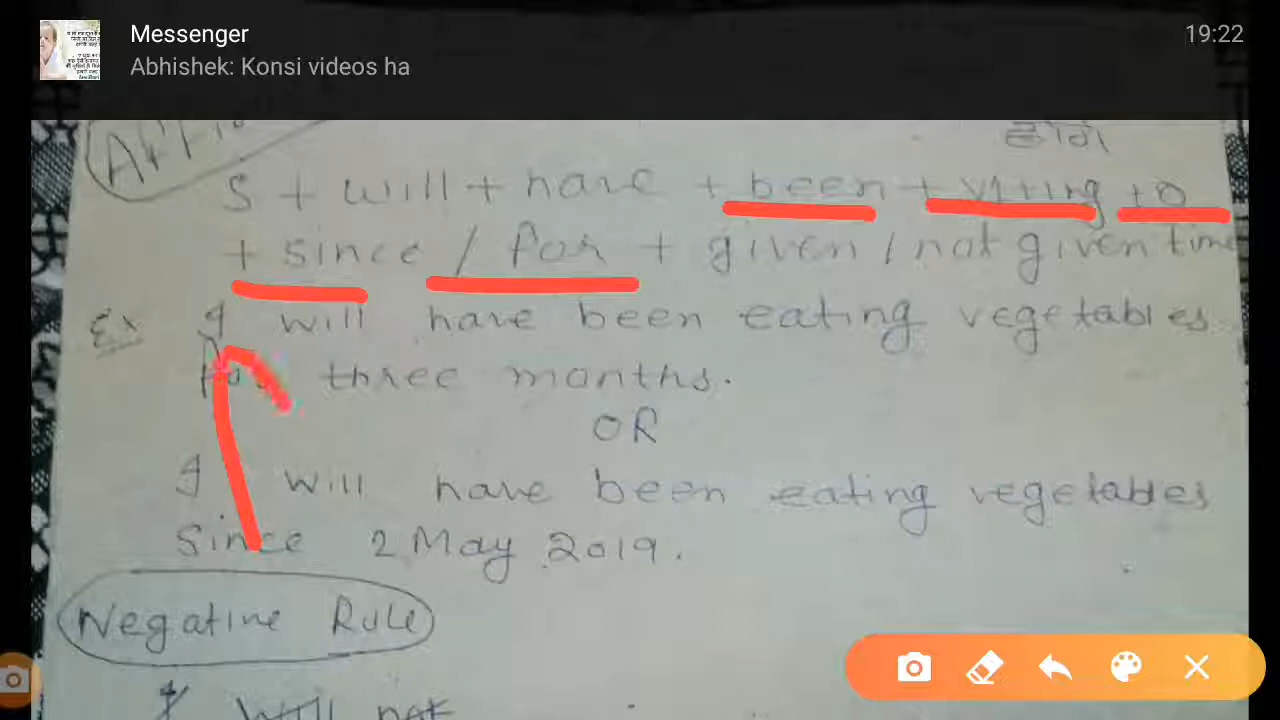 Messenger
19:22
Abhishek: Konsi videos ha
होंगे
S + will + have + been + V1+ing + O
+ since / for + given / not given time
Ex I will have been eating vegetables
for three months.
OR
I will have been eating vegetables
Since 2 May 2019.
Negative Rule
will not